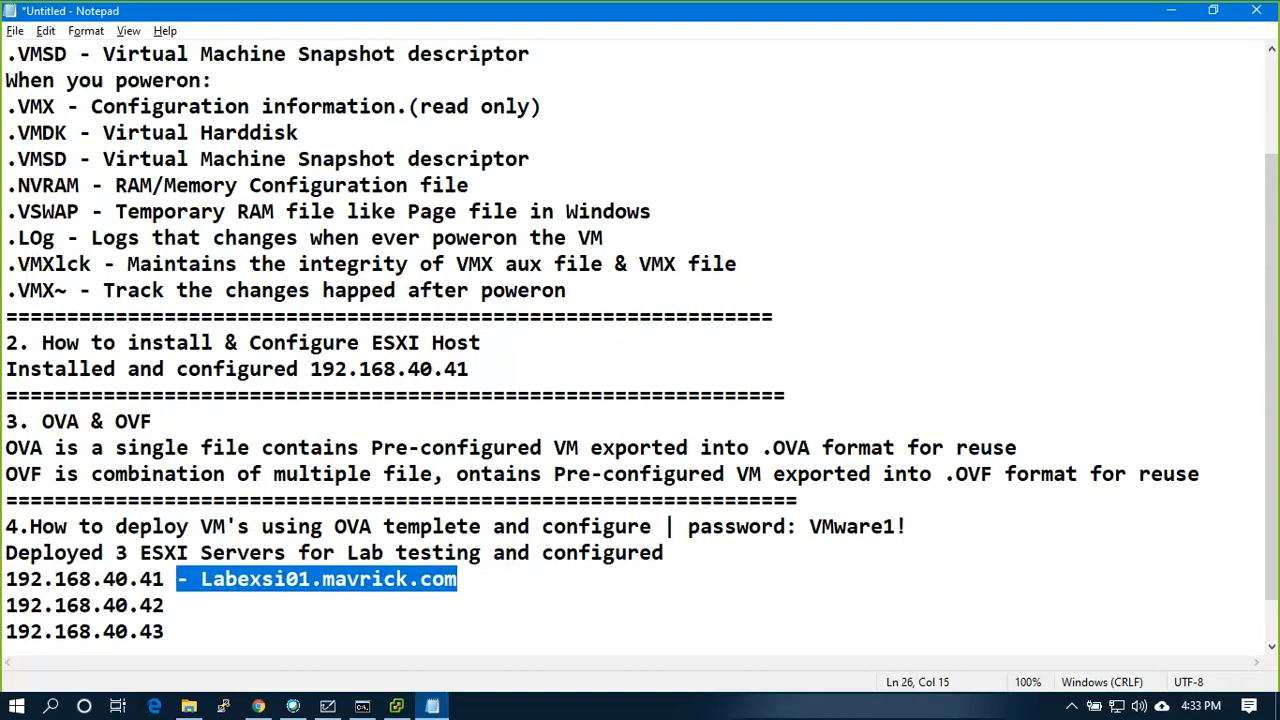 *Untitled - Notepad
File Edit Format View Help
.VMSD - Virtual Machine Snapshot descriptor
When you poweron:
.VMX - Configuration information.(read only)
.VMDK - Virtual Harddisk
.VMSD - Virtual Machine Snapshot descriptor
.NVRAM - RAM/Memory Configuration file
.VSWAP - Temporary RAM file like Page file in Windows
.LOg - Logs that changes when ever poweron the VM
.VMXlck - Maintains the integrity of VMX aux file & VMX file
.VMX~ - Track the changes happed after poweron
===============================================================
2. How to install & Configure ESXI Host
Installed and configured 192.168.40.41
================================================================
3. OVA & OVF
OVA is a single file contains Pre-configured VM exported into .OVA format for reuse
OVF is combination of multiple file, ontains Pre-configured VM exported into .OVF format for reuse
=================================================================
4.How to deploy VM's using OVA templete and configure | password: VMware1!
Deployed 3 ESXI Servers for Lab testing and configured
192.168.40.41 - Labexsi01.mavrick.com
192.168.40.42
192.168.40.43
Ln 26, Col 15 100% Windows (CRLF) UTF-8
4:33 PM